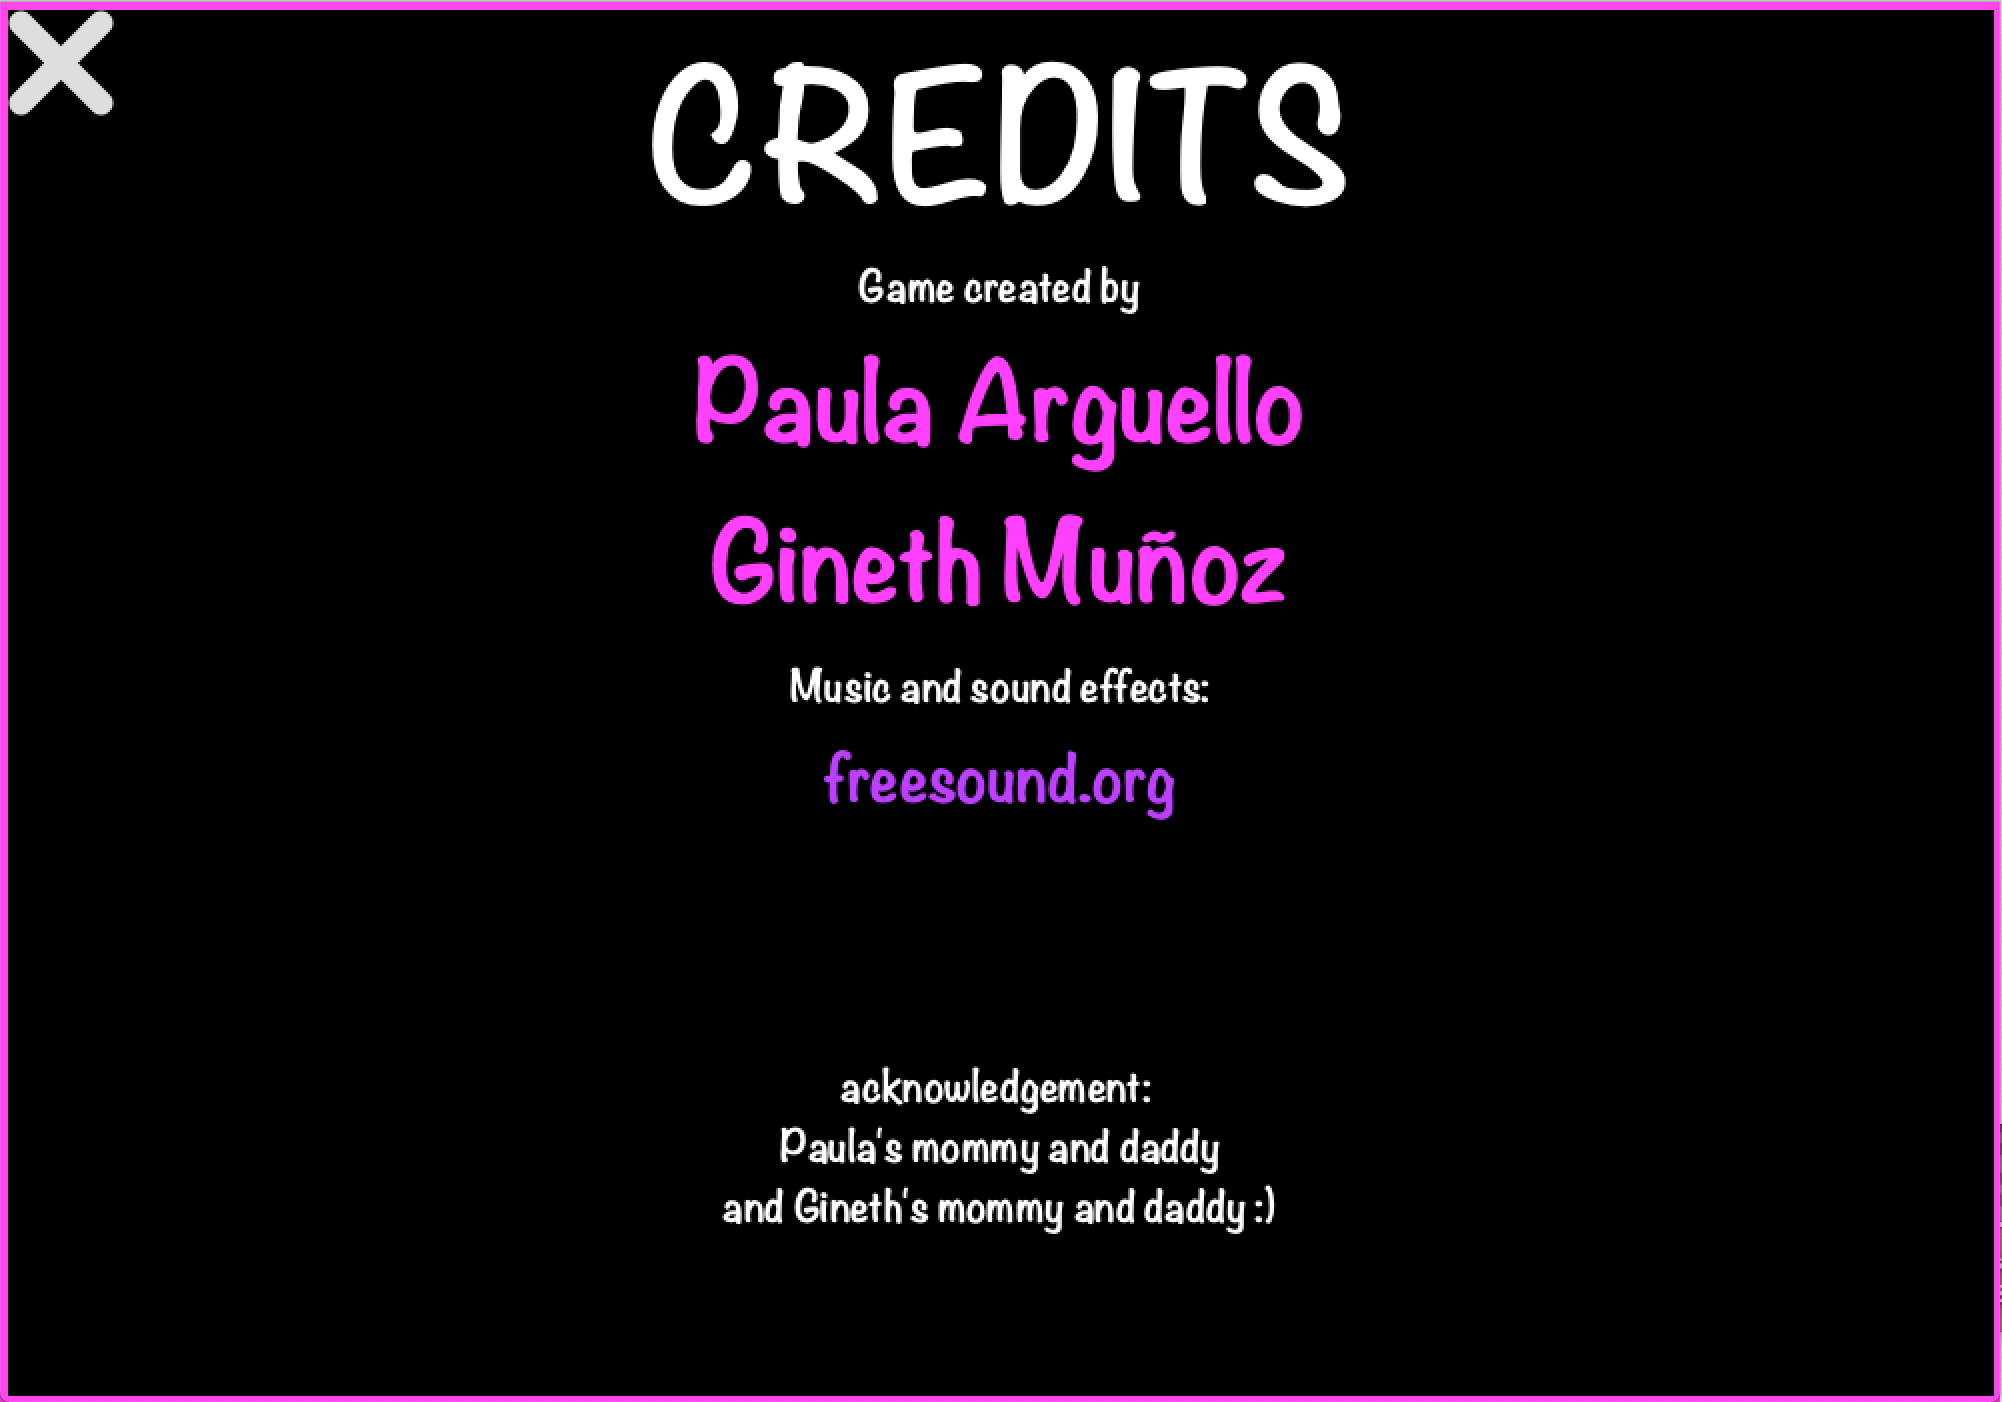 CREDITS
Game created by
Paula Arguello
Gineth Muñoz
Music and sound effects:
freesound.org
acknowledgement:
Paula's mommy and daddy
and Gineth's mommy and daddy :)